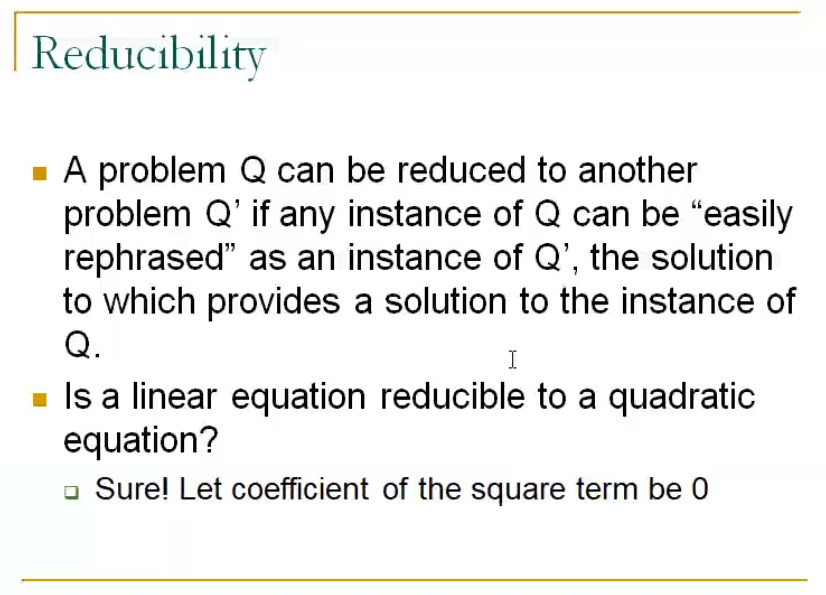 Reducibility
A problem Q can be reduced to another
problem Q’ if any instance of Q can be “easily
rephrased” as an instance of Q’, the solution
to which provides a solution to the instance of
Q.
Is a linear equation reducible to a quadratic
equation?
Sure! Let coefficient of the square term be 0